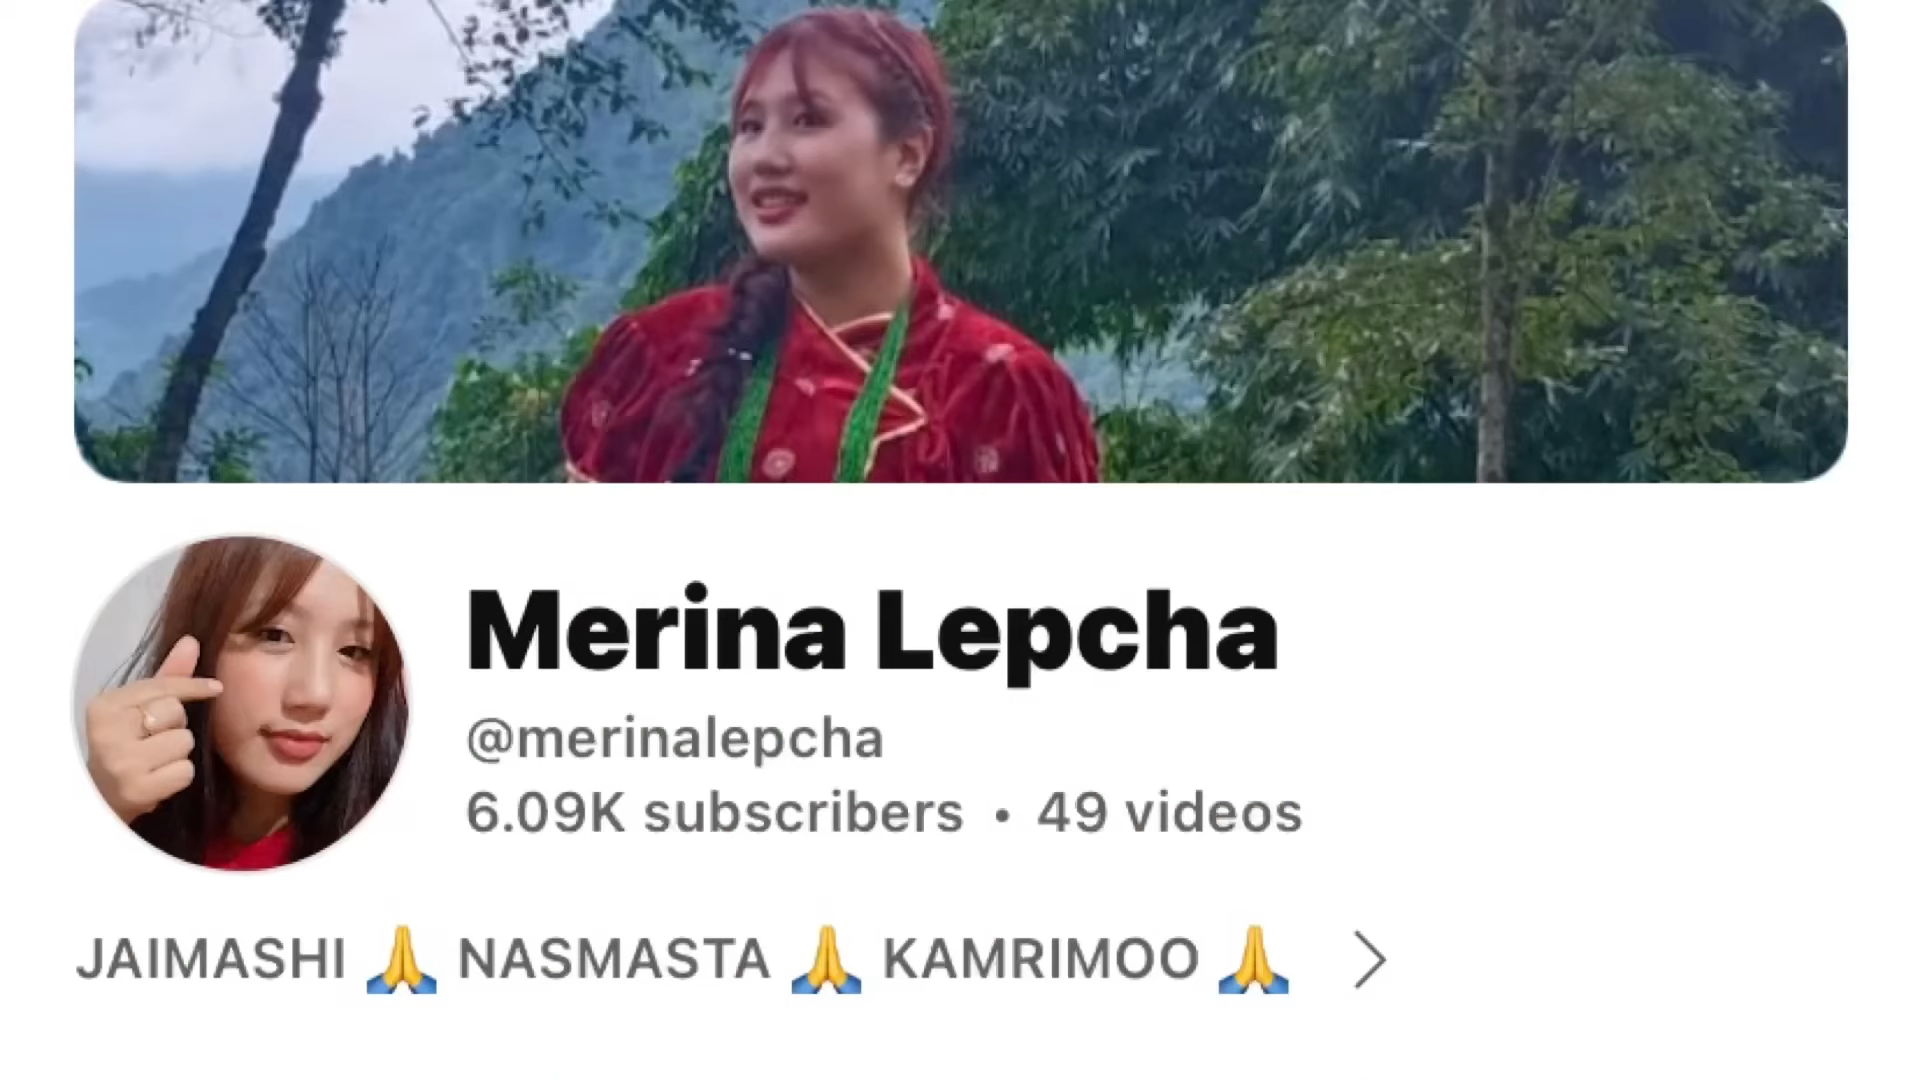 Merina Lepcha
@merinalepcha
6.09K subscribers • 49 videos
JAIMASHI 🙏 NASMASTA 🙏 KAMRIMOO 🙏 >